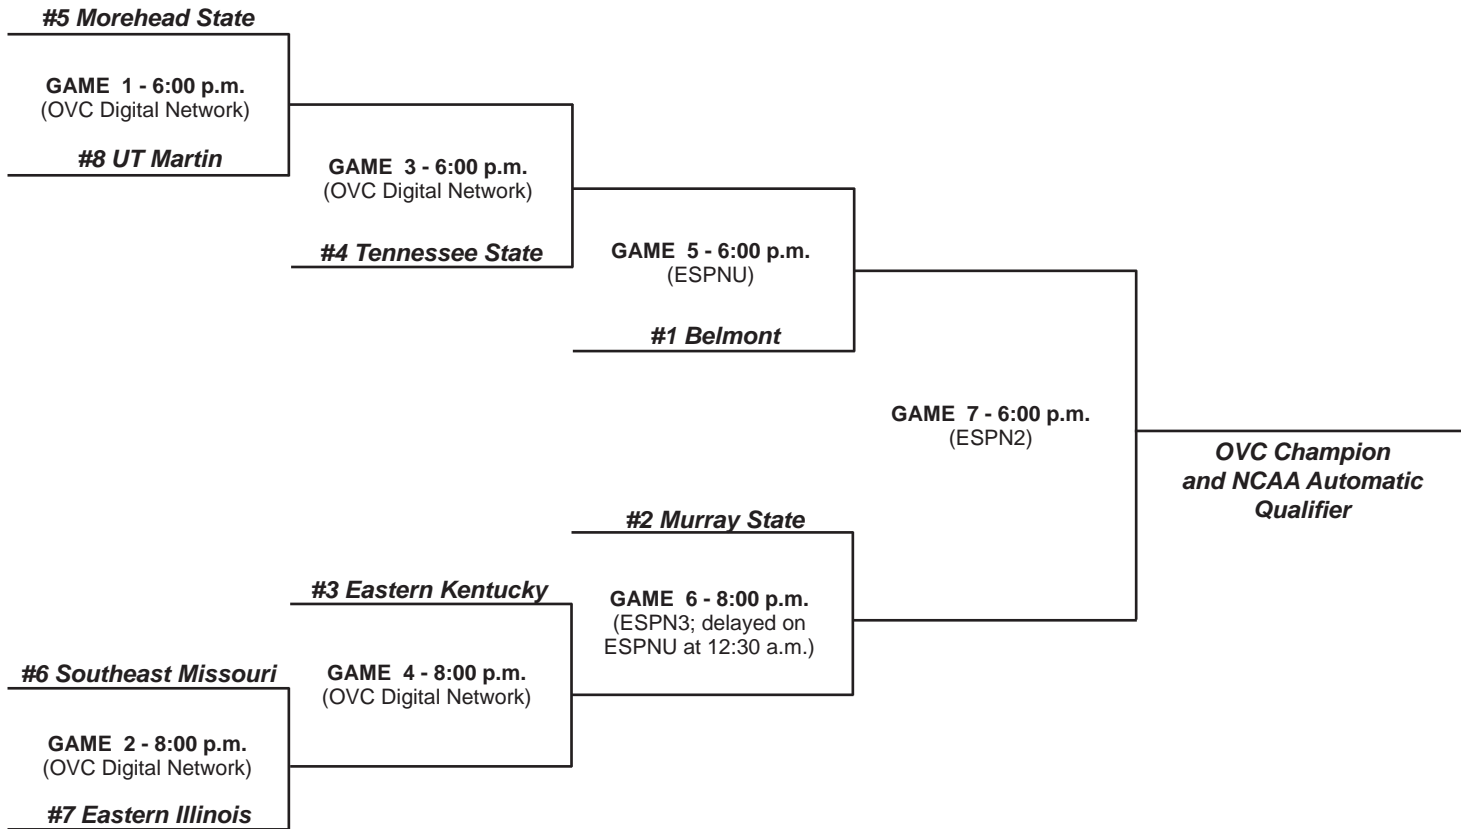 #5 Morehead State
GAME 1 - 6:00 p.m.
(OVC Digital Network)
#8 UT Martin
GAME 3 - 6:00 p.m.
(OVC Digital Network)
#4 Tennessee State
GAME 5 - 6:00 p.m.
(ESPNU)
#1 Belmont
GAME 7 - 6:00 p.m.
(ESPN2)
OVC Champion
and NCAA Automatic
Qualifier
#2 Murray State
#3 Eastern Kentucky
GAME 6 - 8:00 p.m.
(ESPN3; delayed on
ESPNU at 12:30 a.m.)
#6 Southeast Missouri
GAME 4 - 8:00 p.m.
(OVC Digital Network)
GAME 2 - 8:00 p.m.
(OVC Digital Network)
#7 Eastern Illinois